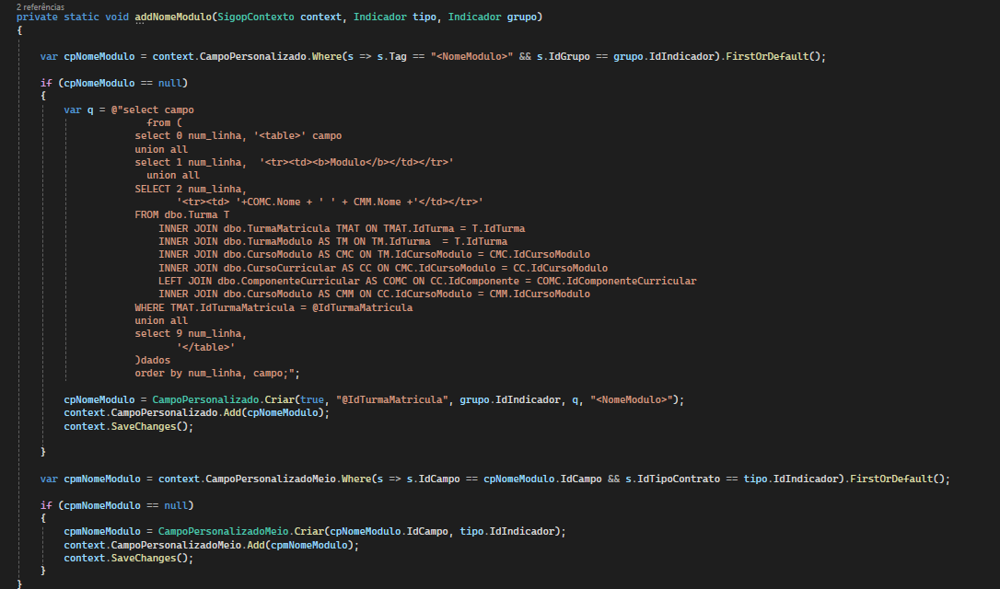 2 referências
private static void addNomeModulo(SigopContexto context, Indicador tipo, Indicador grupo)
{
var cpNomeModulo = context.CampoPersonalizado.Where(s => s.Tag == "<NomeModulo>" && s.IdGrupo == grupo.IdIndicador).FirstOrDefault();
if (cpNomeModulo == null)
{
var q = @"select campo
from (
select 0 num_linha, '<table>' campo
union all
select 1 num_linha,  '<tr><td><b>Modulo</b></td></tr>'
union all
SELECT 2 num_linha,
'<tr><td> '+COMC.Nome + ' ' + CMM.Nome +'</td></tr>'
FROM dbo.Turma T
INNER JOIN dbo.TurmaMatricula TMAT ON TMAT.IdTurma = T.IdTurma
INNER JOIN dbo.TurmaModulo AS TM ON TM.IdTurma  = T.IdTurma
INNER JOIN dbo.CursoModulo AS CMC ON TM.IdCursoModulo = CMC.IdCursoModulo
INNER JOIN dbo.CursoCurricular AS CC ON CMC.IdCursoModulo = CC.IdCursoModulo
LEFT JOIN dbo.ComponenteCurricular AS COMC ON CC.IdComponente = COMC.IdComponenteCurricular
INNER JOIN dbo.CursoModulo AS CMM ON CC.IdCursoModulo = CMM.IdCursoModulo
WHERE TMAT.IdTurmaMatricula = @IdTurmaMatricula
union all
select 9 num_linha,
'</table>'
)dados
order by num_linha, campo;";
cpNomeModulo = CampoPersonalizado.Criar(true, "@IdTurmaMatricula", grupo.IdIndicador, q, "<NomeModulo>");
context.CampoPersonalizado.Add(cpNomeModulo);
context.SaveChanges();
}
var cpmNomeModulo = context.CampoPersonalizadoMeio.Where(s => s.IdCampo == cpNomeModulo.IdCampo && s.IdTipoContrato == tipo.IdIndicador).FirstOrDefault();
if (cpmNomeModulo == null)
{
cpmNomeModulo = CampoPersonalizadoMeio.Criar(cpNomeModulo.IdCampo, tipo.IdIndicador);
context.CampoPersonalizadoMeio.Add(cpmNomeModulo);
context.SaveChanges();
}
}